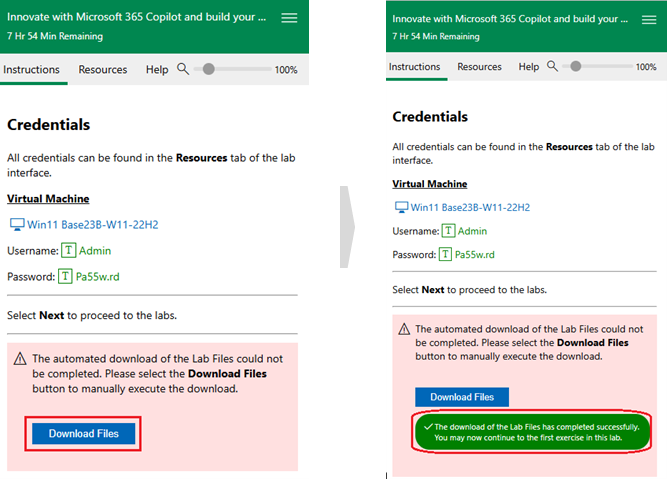 Innovate with Microsoft 365 Copilot and build your ...
7 Hr 54 Min Remaining
Instructions Resources Help 100%
Credentials
All credentials can be found in the Resources tab of the lab
interface.
Virtual Machine
Win11 Base23B-W11-22H2
Username: T Admin
Password: T Pa55w.rd
Select Next to proceed to the labs.
The automated download of the Lab Files could not
be completed. Please select the Download Files
button to manually execute the download.
Download Files
Innovate with Microsoft 365 Copilot and build your ...
7 Hr 54 Min Remaining
Instructions Resources Help 100%
Credentials
All credentials can be found in the Resources tab of the lab
interface.
Virtual Machine
Win11 Base23B-W11-22H2
Username: T Admin
Password: T Pa55w.rd
Select Next to proceed to the labs.
The automated download of the Lab Files could not
be completed. Please select the Download Files
button to manually execute the download.
Download Files
The download of the Lab Files has completed successfully.
You may now continue to the first exercise in this lab.